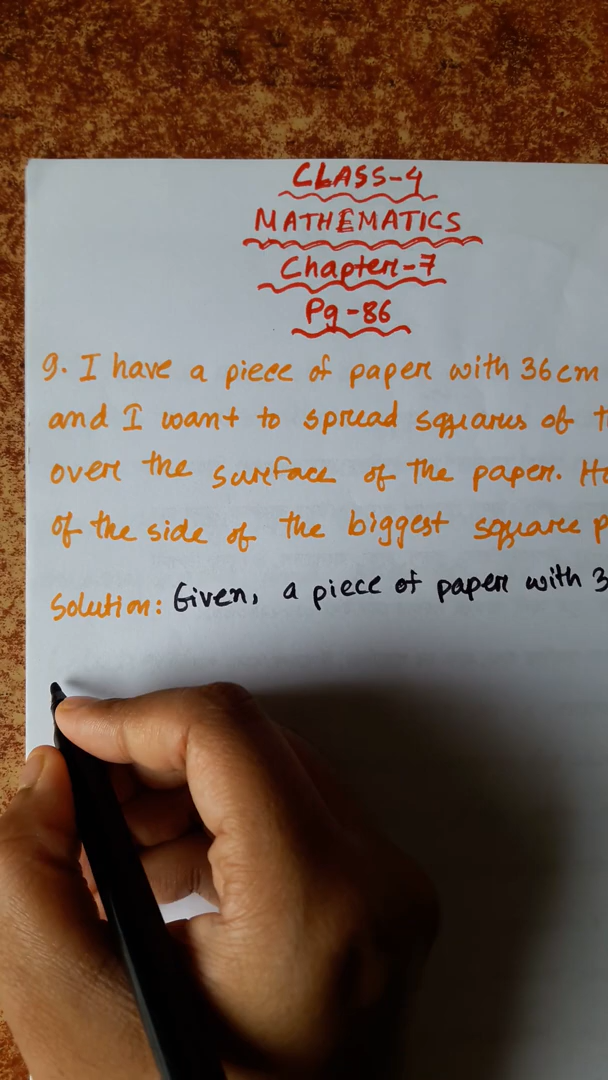 CLASS-4
MATHEMATICS
Chapter-7
Pg-86
9. I have a piece of paper with 36cm
and I want to spread squares of
over the surface of the paper.
of the side of the biggest square
Solution: Given, a piece of paper with